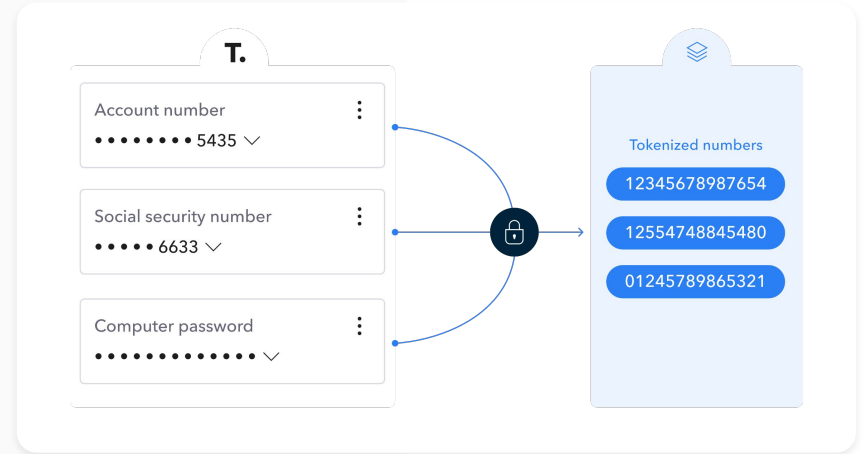 T.
Account number
•••••••• 5435
Social security number
••••• 6633
Computer password
•••••••••••••
Tokenized numbers
12345678987654
12554748845480
01245789865321